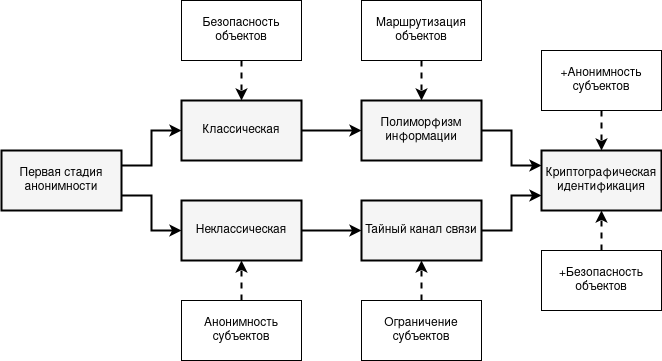 Безопасность
объектов
Маршрутизация
объектов
+Анонимность
субъектов
Классическая
Полиморфизм
информации
Первая стадия
анонимности
Криптографическая
идентификация
Неклассическая
Тайный канал связи
+Безопасность
объектов
Анонимность
субъектов
Ограничение
субъектов